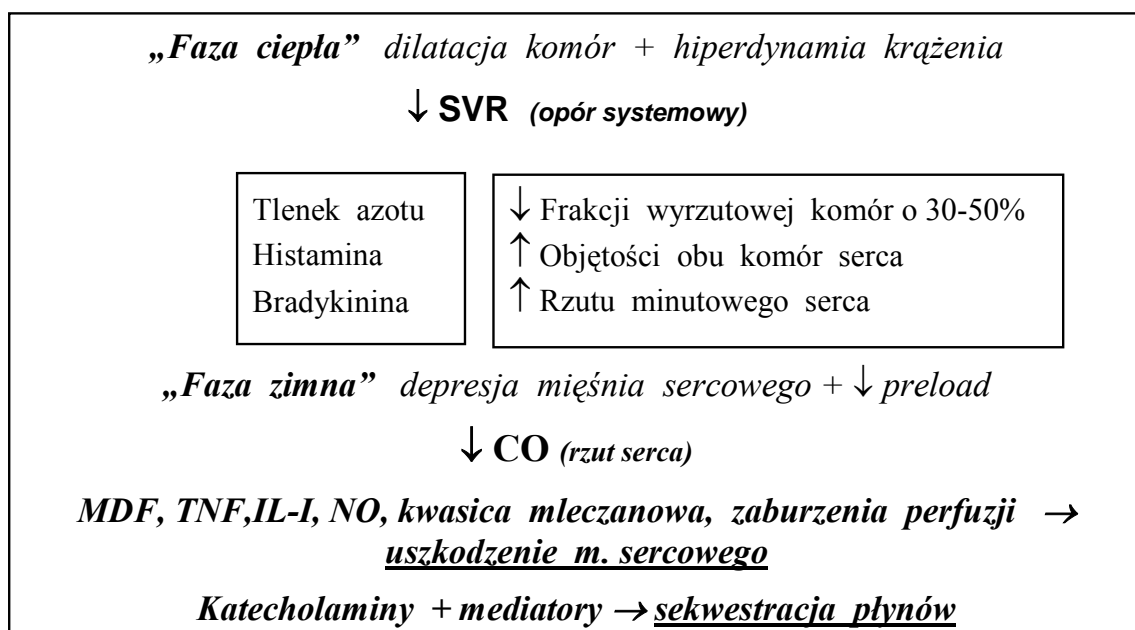 „Faza ciepła” dilatacja komór + hiperdynamia krążenia
↓ SVR (opór systemowy)
Tlenek azotu
Histamina
Bradykinina
↓ Frakcji wyrzutowej komór o 30-50%
↑ Objętości obu komór serca
↑ Rzutu minutowego serca
„Faza zimna” depresja mięśnia sercowego + ↓ preload
↓ CO (rzut serca)
MDF, TNF,IL-I, NO, kwasica mleczanowa, zaburzenia perfuzji →
uszkodzenie m. sercowego
Katecholaminy + mediatory → sekwestracja płynów